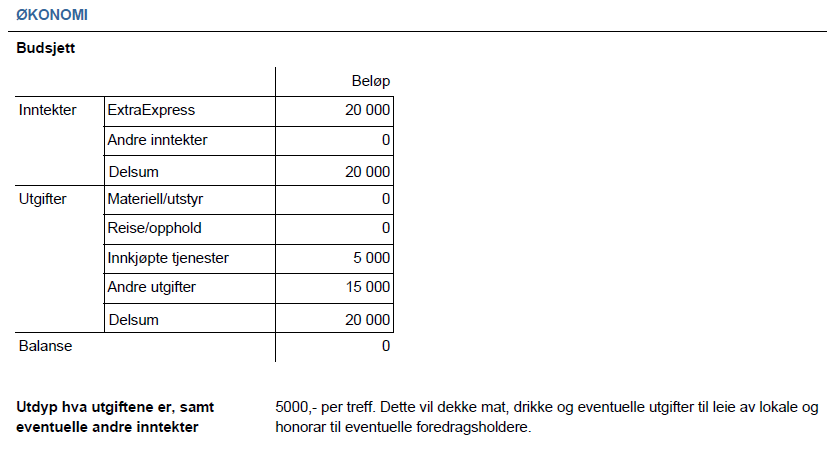 ØKONOMI
Budsjett
Beløp
Inntekter ExtraExpress 20 000
Andre inntekter 0
Delsum 20 000
Utgifter Materiell/utstyr 0
Reise/opphold 0
Innkjøpte tjenester 5 000
Andre utgifter 15 000
Delsum 20 000
Balanse 0
Utdyp hva utgiftene er, samt 5000,- per treff. Dette vil dekke mat, drikke og eventuelle utgifter til leie av lokale og
eventuelle andre inntekter honorar til eventuelle foredragsholdere.